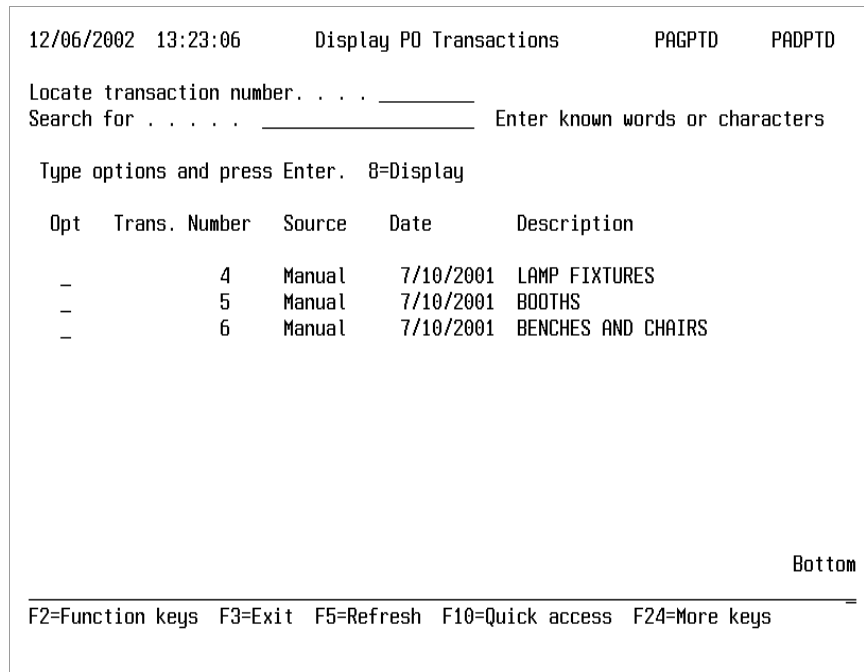 12/06/2002 13:23:06 Display PO Transactions PAGPTD PADPTD
Locate transaction number. . . . _________
Search for . . . . . ____________________ Enter known words or characters
Type options and press Enter. 8=Display
Opt Trans. Number Source Date Description
_ 4 Manual 7/10/2001 LAMP FIXTURES
_ 5 Manual 7/10/2001 BOOTHS
_ 6 Manual 7/10/2001 BENCHES AND CHAIRS
Bottom
F2=Function keys F3=Exit F5=Refresh F10=Quick access F24=More keys